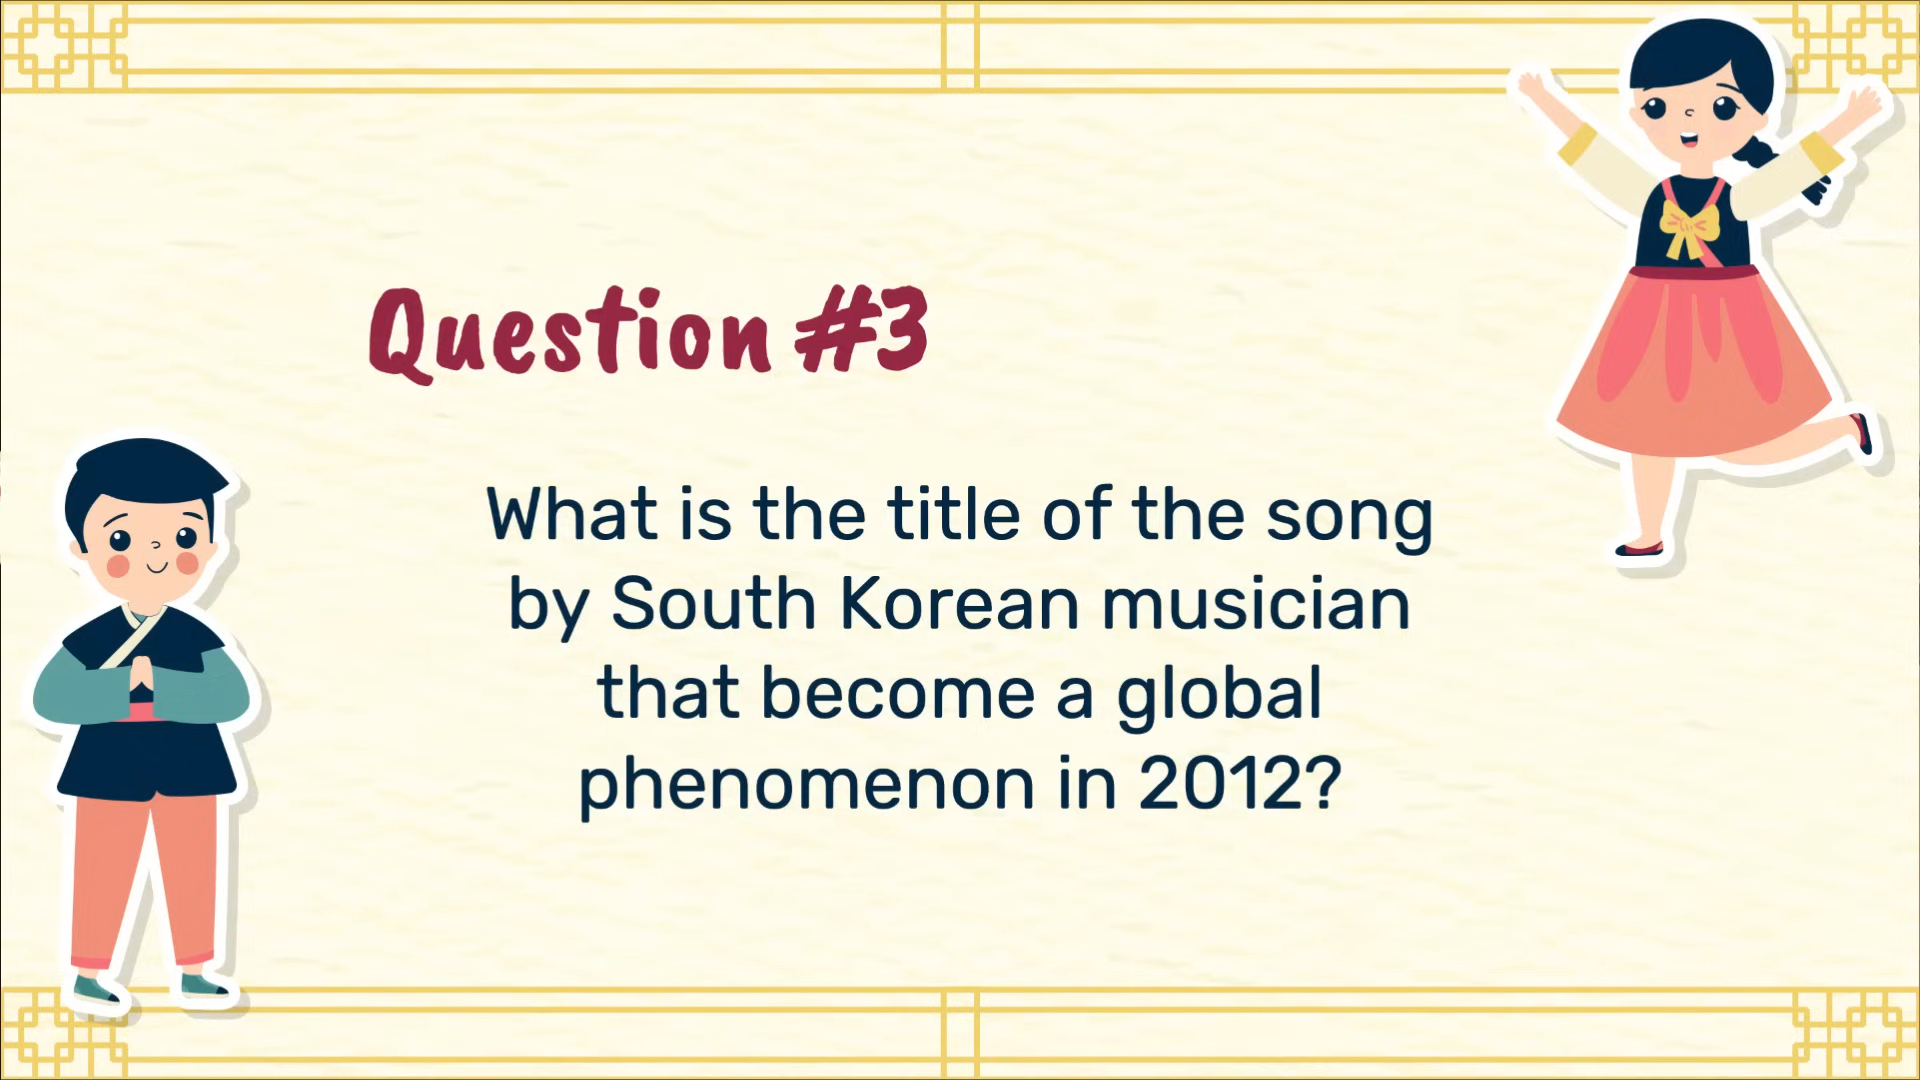 Question #3
What is the title of the song
by South Korean musician
that become a global
phenomenon in 2012?